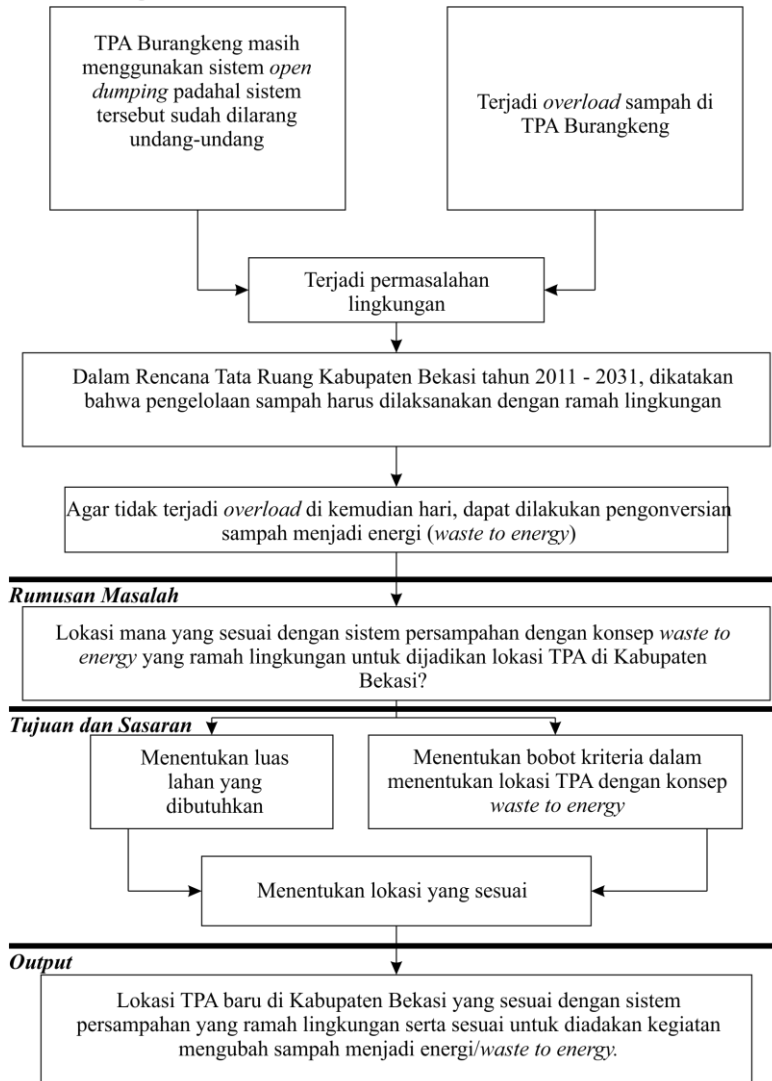 TPA Burangkeng masih
menggunakan sistem open
dumping padahal sistem
tersebut sudah dilarang
undang-undang
Terjadi overload sampah di
TPA Burangkeng
Terjadi permasalahan
lingkungan
Dalam Rencana Tata Ruang Kabupaten Bekasi tahun 2011 - 2031, dikatakan
bahwa pengelolaan sampah harus dilaksanakan dengan ramah lingkungan
Agar tidak terjadi overload di kemudian hari, dapat dilakukan pengonversian
sampah menjadi energi (waste to energy)
Rumusan Masalah
Lokasi mana yang sesuai dengan sistem persampahan dengan konsep waste to
energy yang ramah lingkungan untuk dijadikan lokasi TPA di Kabupaten
Bekasi?
Tujuan dan Sasaran
Menentukan luas
lahan yang
dibutuhkan
Menentukan bobot kriteria dalam
menentukan lokasi TPA dengan konsep
waste to energy
Menentukan lokasi yang sesuai
Output
Lokasi TPA baru di Kabupaten Bekasi yang sesuai dengan sistem
persampahan yang ramah lingkungan serta sesuai untuk diadakan kegiatan
mengubah sampah menjadi energi/waste to energy.